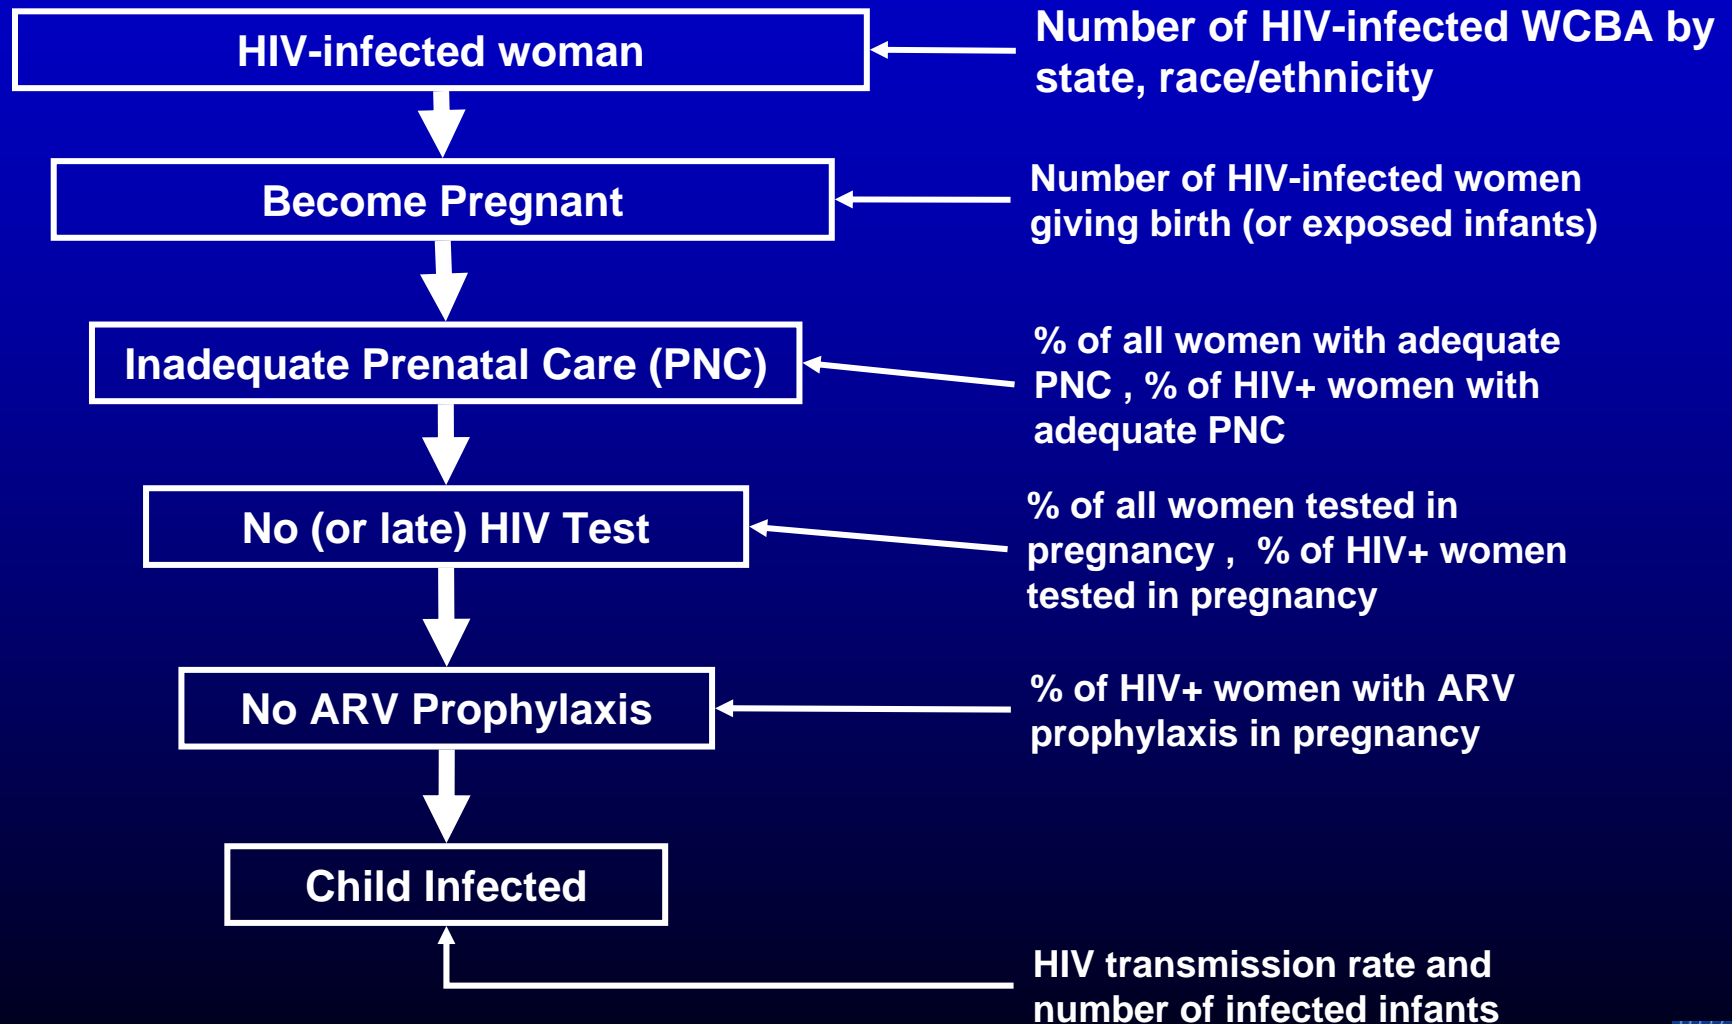 HIV-infected woman
Number of HIV-infected WCBA by
state, race/ethnicity
Become Pregnant
Number of HIV-infected women
giving birth (or exposed infants)
Inadequate Prenatal Care (PNC)
% of all women with adequate
PNC , % of HIV+ women with
adequate PNC
No (or late) HIV Test
% of all women tested in
pregnancy , % of HIV+ women
tested in pregnancy
No ARV Prophylaxis
% of HIV+ women with ARV
prophylaxis in pregnancy
Child Infected
HIV transmission rate and
number of infected infants